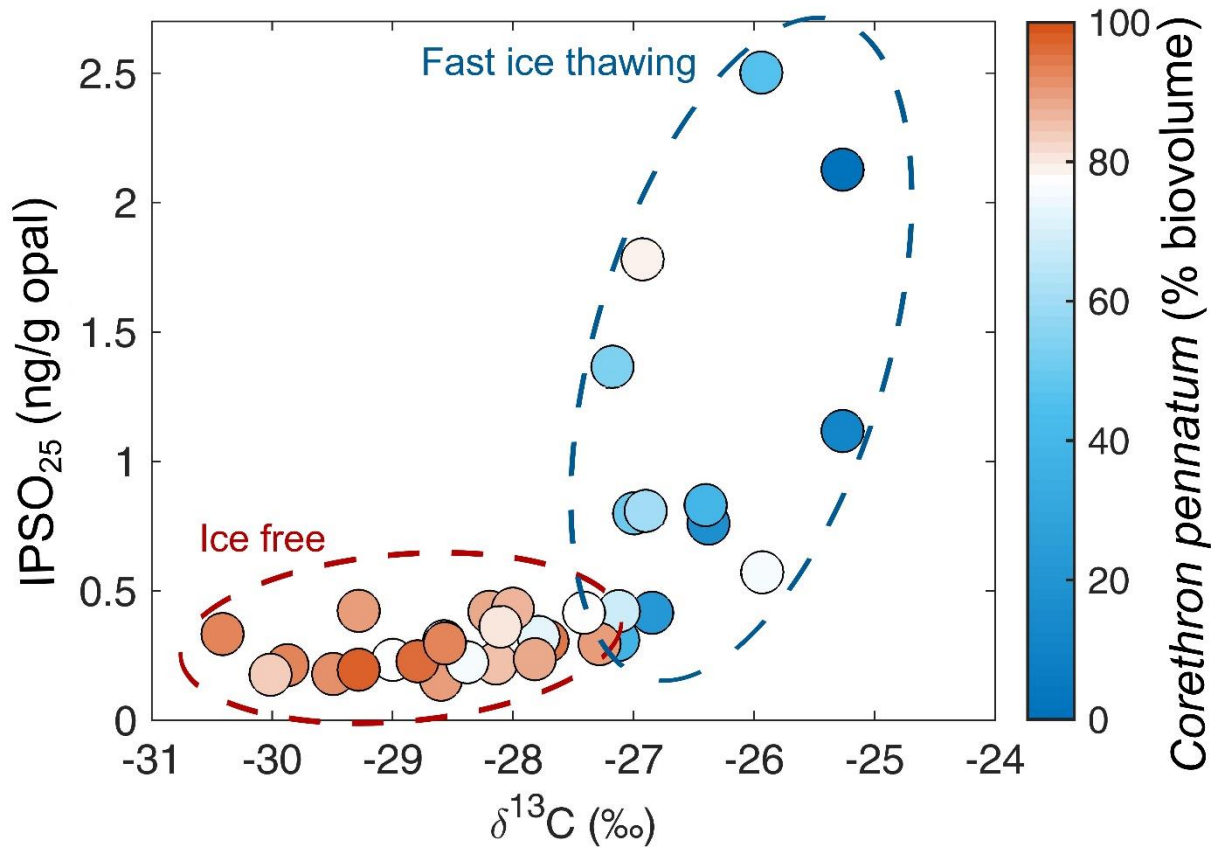 Fast ice thawing
Ice free
IPSO₂₅ (ng/g opal)
2.5
2
1.5
1
0.5
0
-31 -30 -29 -28 -27 -26 -25 -24
δ¹³C (‰)
100
80
60
40
20
0
Corethron pennatum (% biovolume)